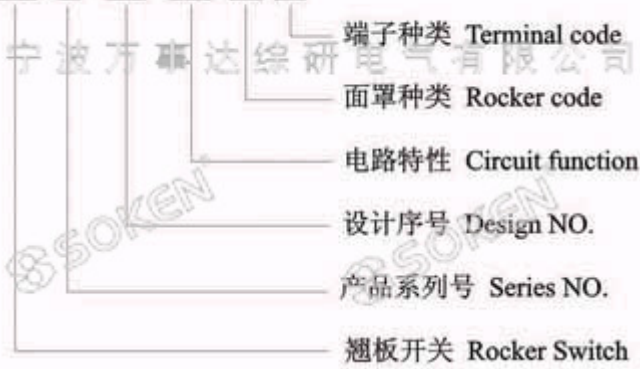 端子种类 Terminal code
宁波万事达综研电气有限公司
面罩种类 Rocker code
电路特性 Circuit function
SOKEN
设计序号 Design NO.
SOKEN
产品系列号 Series NO.
翘板开关 Rocker Switch